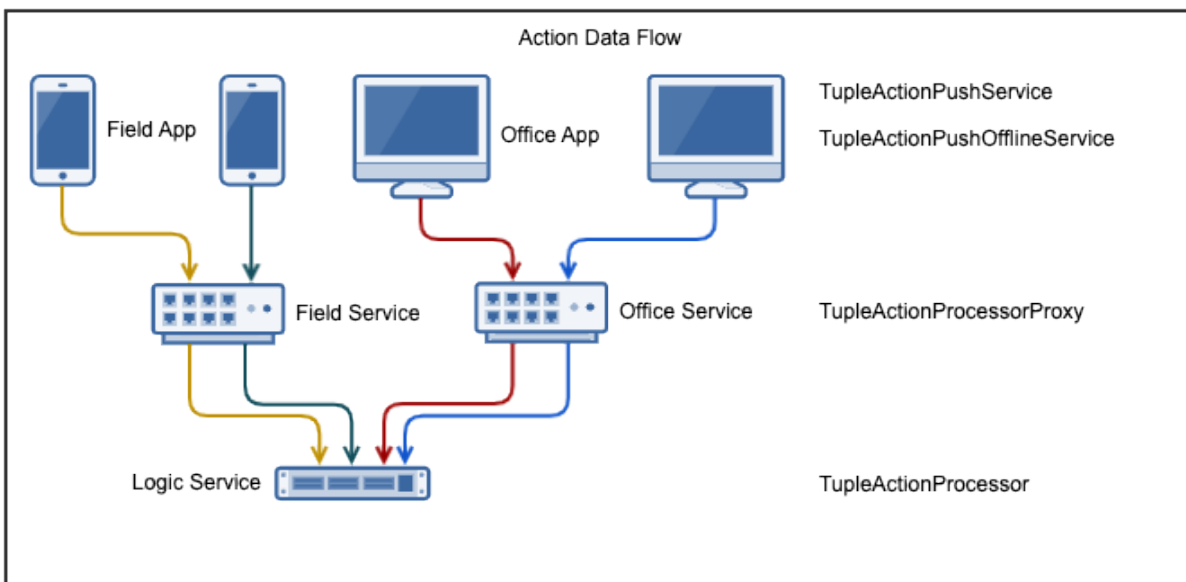 Action Data Flow
TupleActionPushService
Field App
Office App
TupleActionPushOfflineService
Field Service
Office Service
TupleActionProcessorProxy
Logic Service
TupleActionProcessor